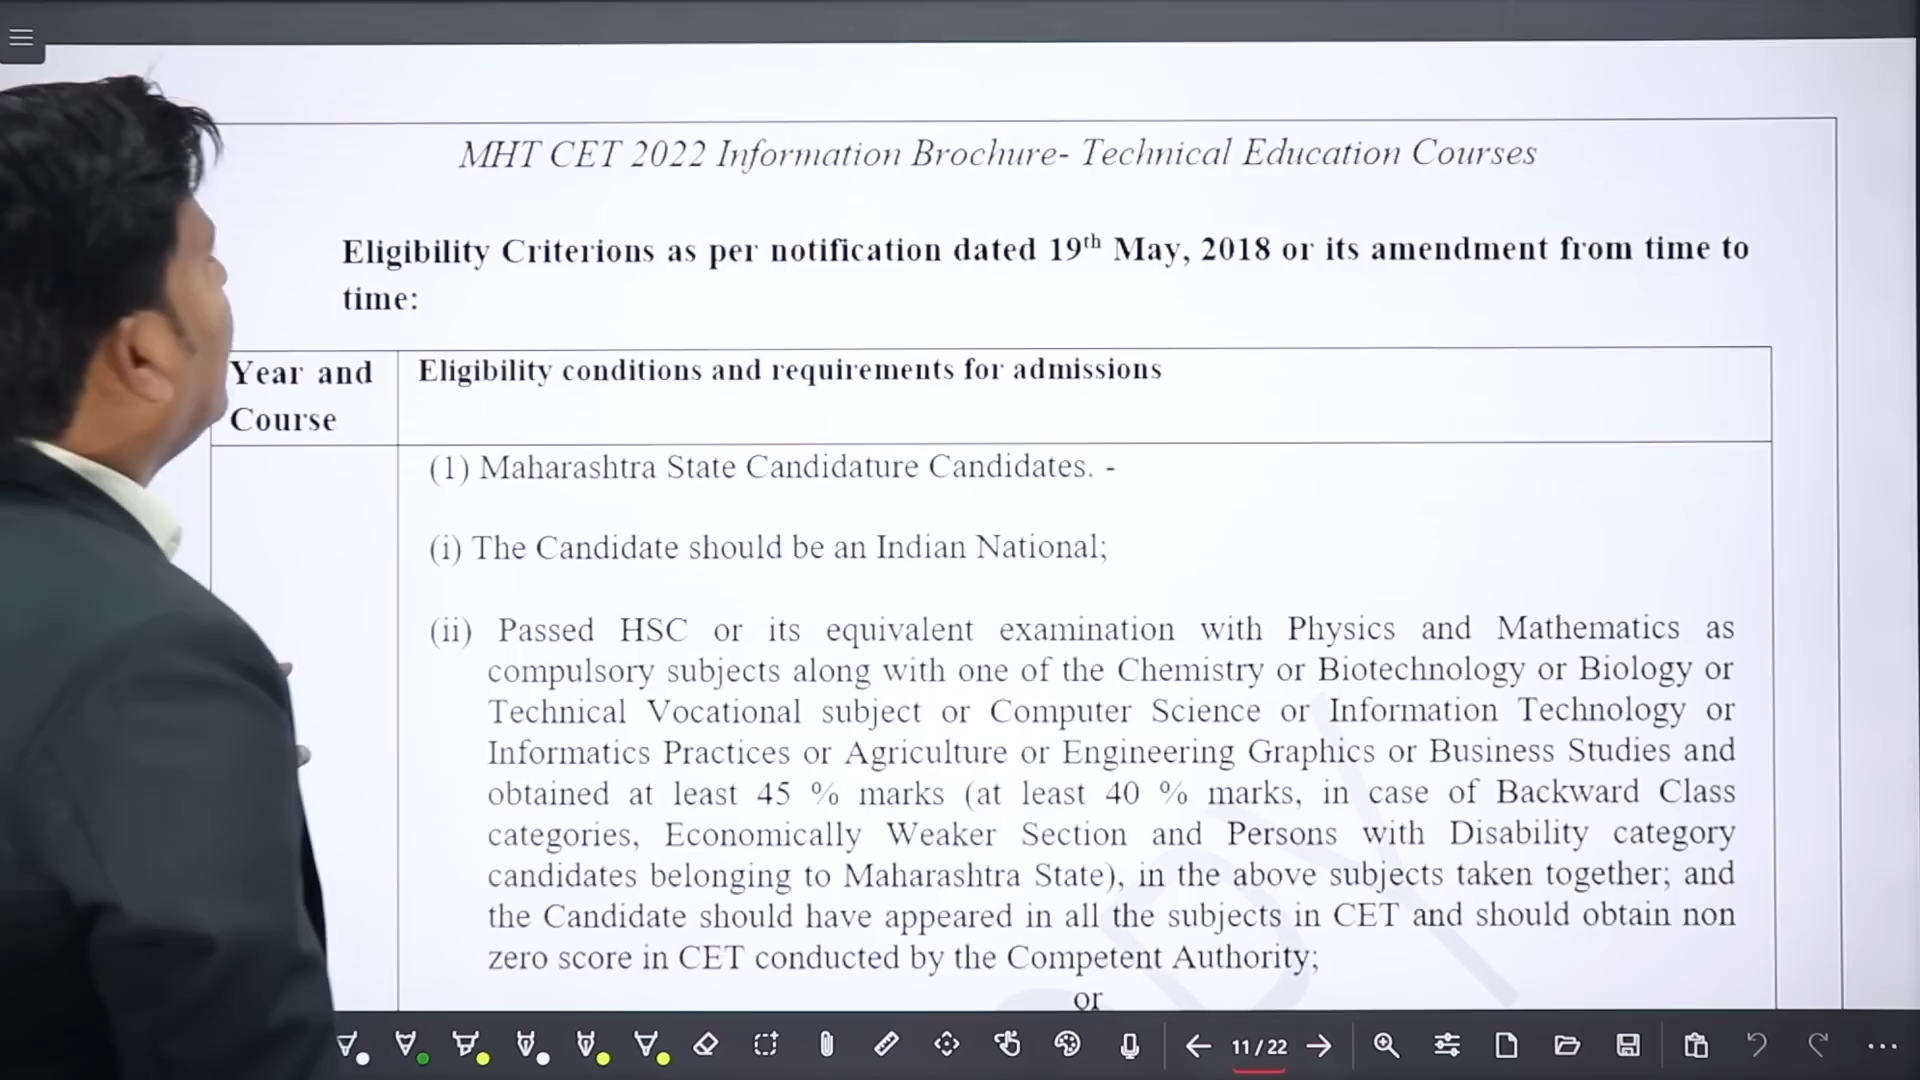 MHT CET 2022 Information Brochure- Technical Education Courses
Eligibility Criterions as per notification dated 19th May, 2018 or its amendment from time to
time:
Year and
Course
Eligibility conditions and requirements for admissions
(1) Maharashtra State Candidature Candidates. -
(i) The Candidate should be an Indian National;
(ii) Passed HSC or its equivalent examination with Physics and Mathematics as
compulsory subjects along with one of the Chemistry or Biotechnology or Biology or
Technical Vocational subject or Computer Science or Information Technology or
Informatics Practices or Agriculture or Engineering Graphics or Business Studies and
obtained at least 45 % marks (at least 40 % marks, in case of Backward Class
categories, Economically Weaker Section and Persons with Disability category
candidates belonging to Maharashtra State), in the above subjects taken together; and
the Candidate should have appeared in all the subjects in CET and should obtain non
zero score in CET conducted by the Competent Authority;
or
11 / 22